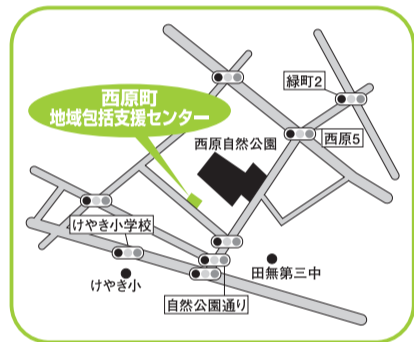 緑町2
西原町
地域包括支援センター
西原自然公園
西原5
けやき小学校
田無第三中
けやき小
自然公園通り